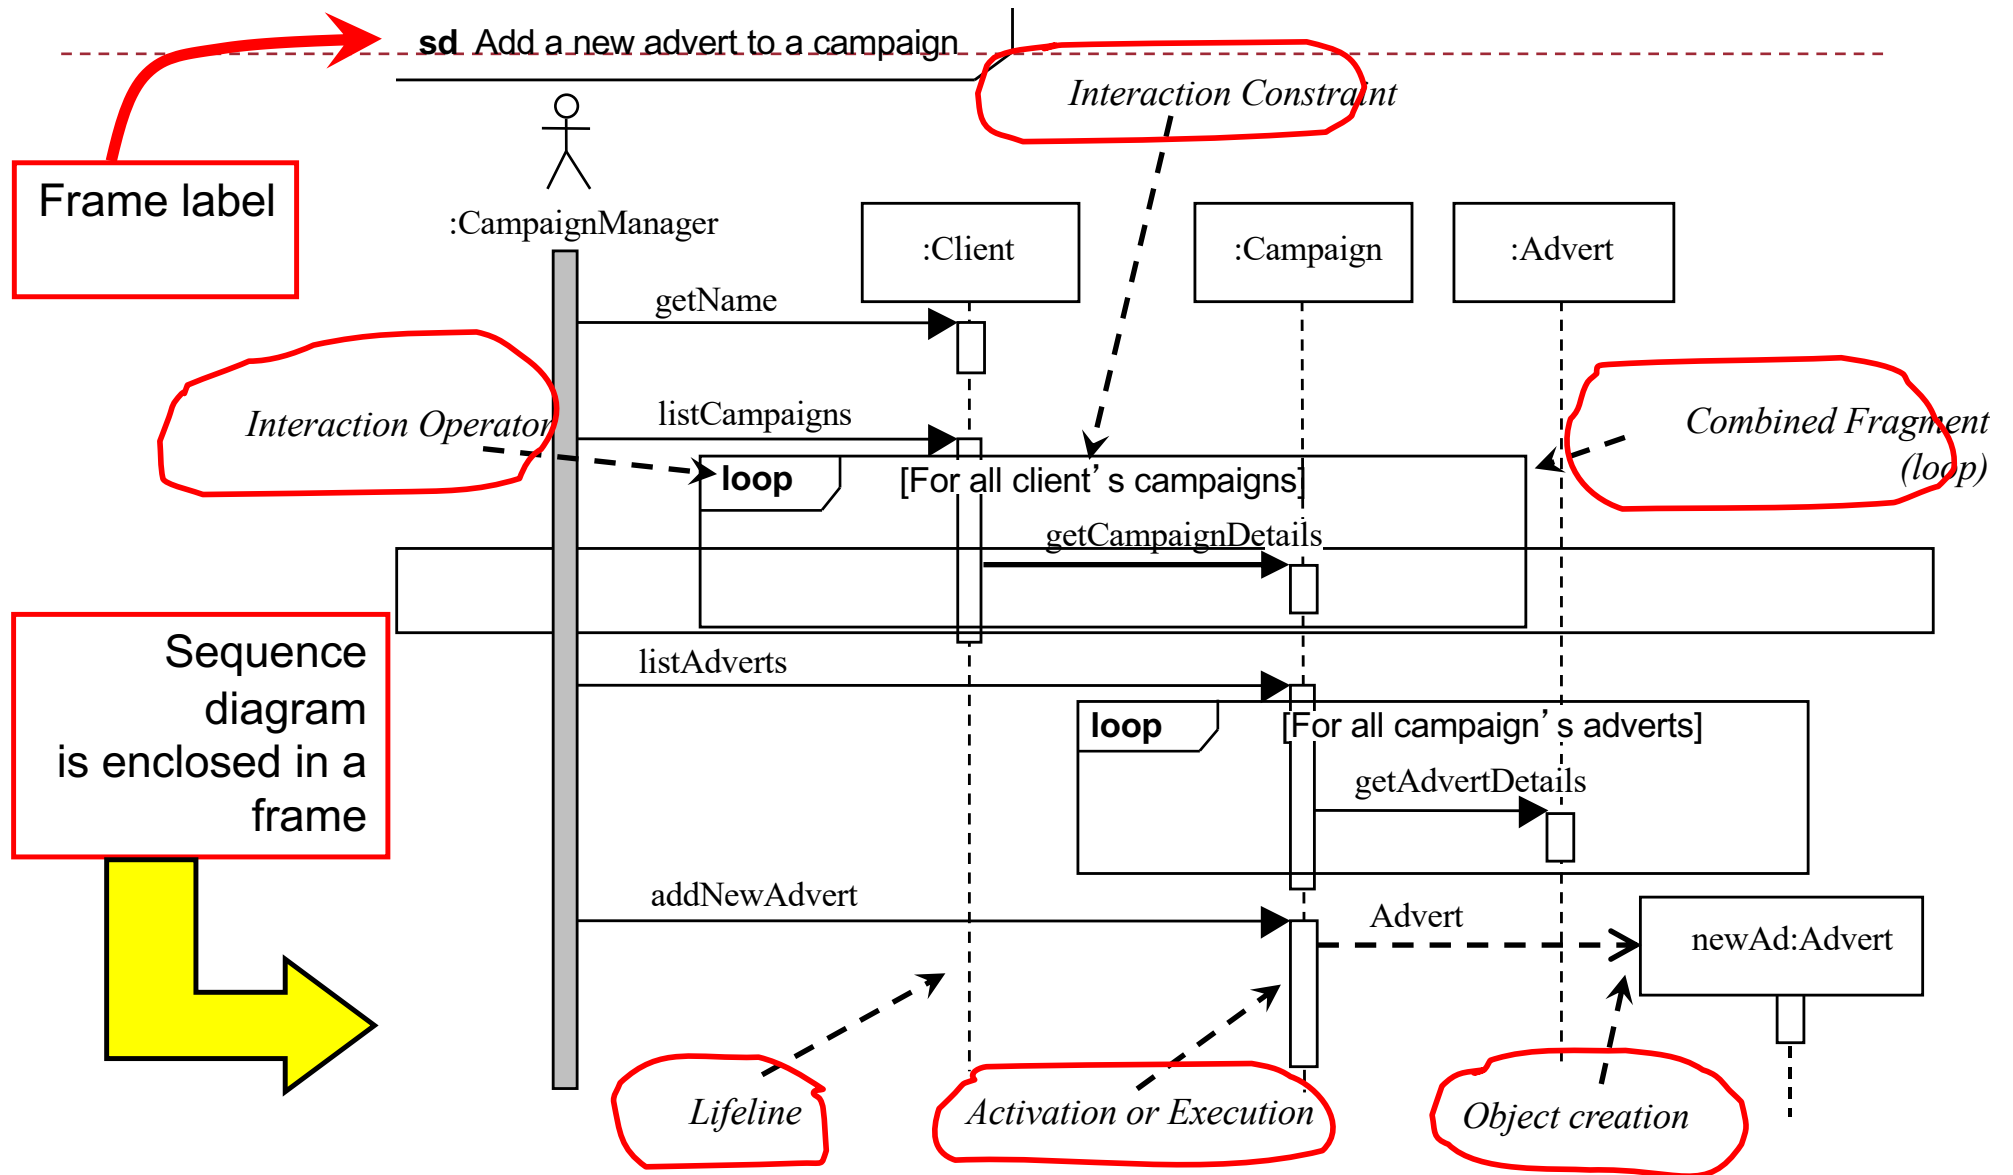 sd Add a new advert to a campaign
Interaction Constraint
Frame label
:CampaignManager
:Client
:Campaign
:Advert
getName
listCampaigns
Interaction Operator
Combined Fragment
(loop)
loop
[For all client’s campaigns]
getCampaignDetails
Sequence
diagram
is enclosed in a
frame
listAdverts
loop
[For all campaign’s adverts]
getAdvertDetails
addNewAdvert
Advert
newAd:Advert
Lifeline
Activation or Execution
Object creation